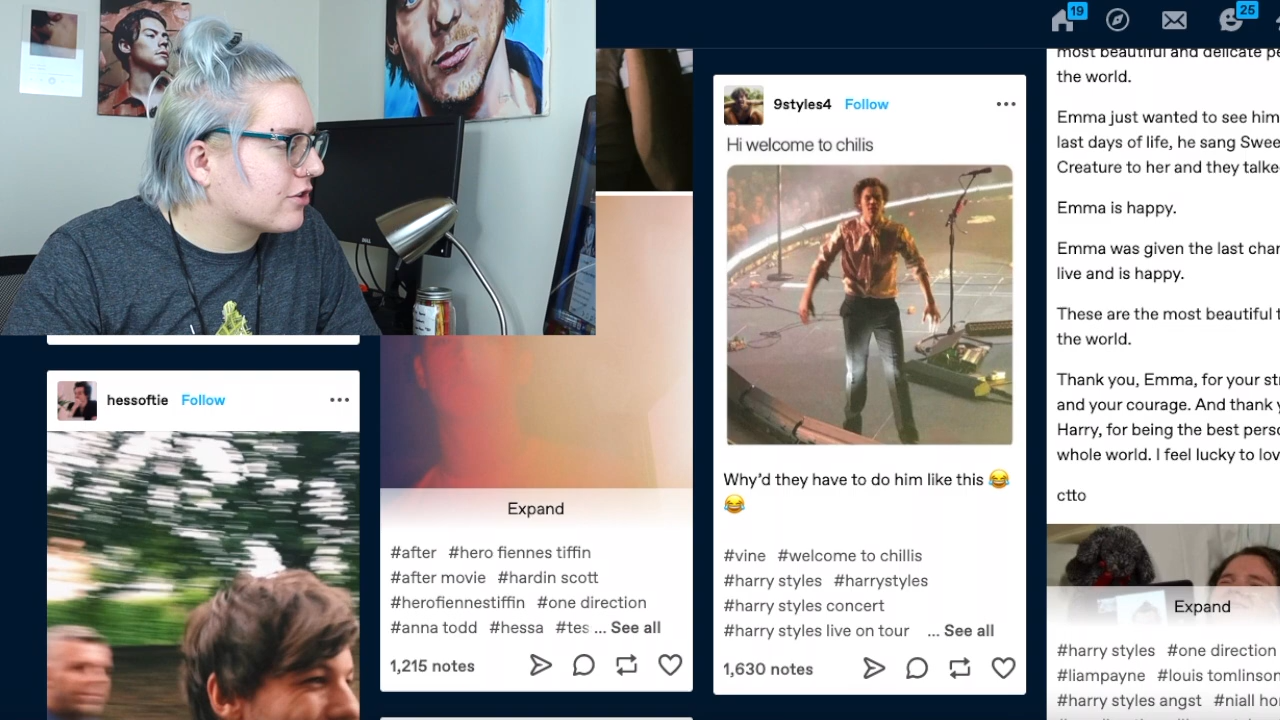 19
25
DELL
hessoftie Follow
Expand
#after #hero fiennes tiffin
#after movie #hardin scott
#herofiennestiffin #one direction
#anna todd #hessa #tes ... See all
1,215 notes
9styles4 Follow
Hi welcome to chilis
Why'd they have to do him like this 😂
😂
#vine #welcome to chillis
#harry styles #harrystyles
#harry styles concert
#harry styles live on tour ... See all
1,630 notes
most beautiful and delicate pe
the world.
Emma just wanted to see him
last days of life, he sang Swee
Creature to her and they talke
Emma is happy.
Emma was given the last char
live and is happy.
These are the most beautiful t
the world.
Thank you, Emma, for your str
and your courage. And thank y
Harry, for being the best perso
whole world. I feel lucky to lov
ctto
Expand
#harry styles #one direction
#liampayne #louis tomlinson
#harry styles angst #niall ho